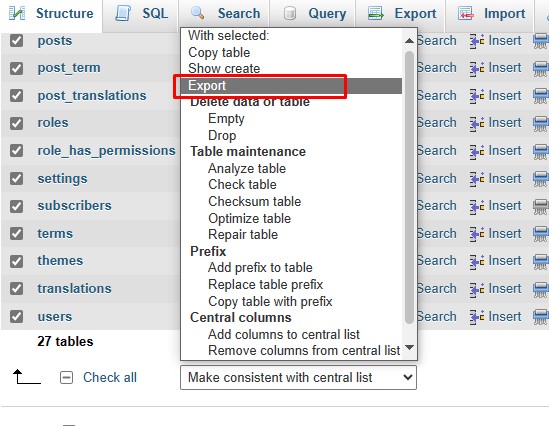 Structure SQL Search Query Export Import
With selected:
posts Search Insert
Copy table
post_term Search Insert
Show create
Export
post_translations Search Insert
Delete data or table
roles Search Insert
Empty
Drop
role_has_permissions Search Insert
Table maintenance
Analyze table
settings Search Insert
Check table
Checksum table
subscribers Search Insert
Optimize table
terms Search Insert
Repair table
Prefix
themes Search Insert
Add prefix to table
Replace table prefix
translations Search Insert
Copy table with prefix
users Search Insert
Central columns
Add columns to central list
27 tables
Remove columns from central list
Check all Make consistent with central list